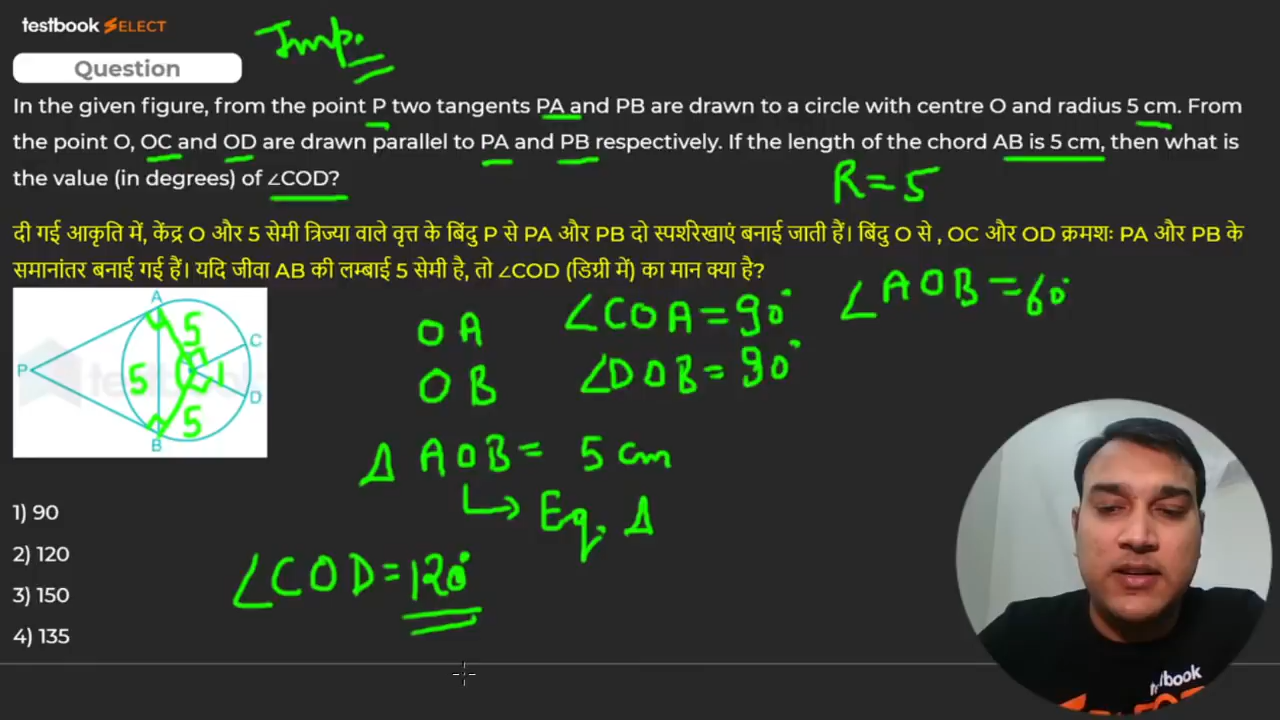 testbook SELECT
Imp.
Question
In the given figure, from the point P two tangents PA and PB are drawn to a circle with centre O and radius 5 cm. From
the point O, OC and OD are drawn parallel to PA and PB respectively. If the length of the chord AB is 5 cm, then what is
the value (in degrees) of ∠COD?
R=5
दी गई आकृति में, केंद्र O और 5 सेमी त्रिज्या वाले वृत्त के बिंदु P से PA और PB दो स्पर्शरेखाएं बनाई जाती हैं। बिंदु O से , OC और OD क्रमशः PA और PB के
समानांतर बनाई गई हैं। यदि जीवा AB की लम्बाई 5 सेमी है, तो ∠COD (डिग्री में) का मान क्या है?
A
5
C
P
5
D
5
B
OA ∠COA=90° ∠AOB=60°
OB ∠DOB=90°
Δ AOB= 5 cm
Eq. Δ
1) 90
2) 120
∠COD=120°
3) 150
4) 135